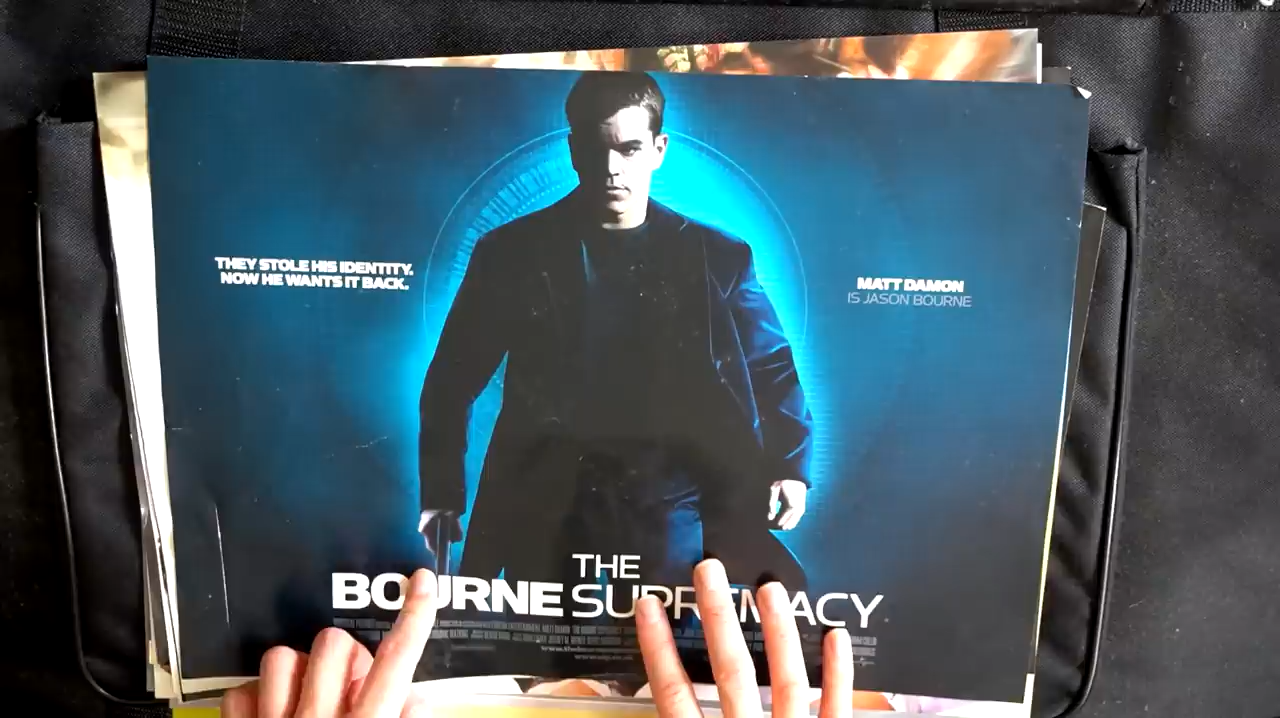 THEY STOLE HIS IDENTITY.
NOW HE WANTS IT BACK.
MATT DAMON
IS JASON BOURNE
THE
BOURNE SUPREMACY